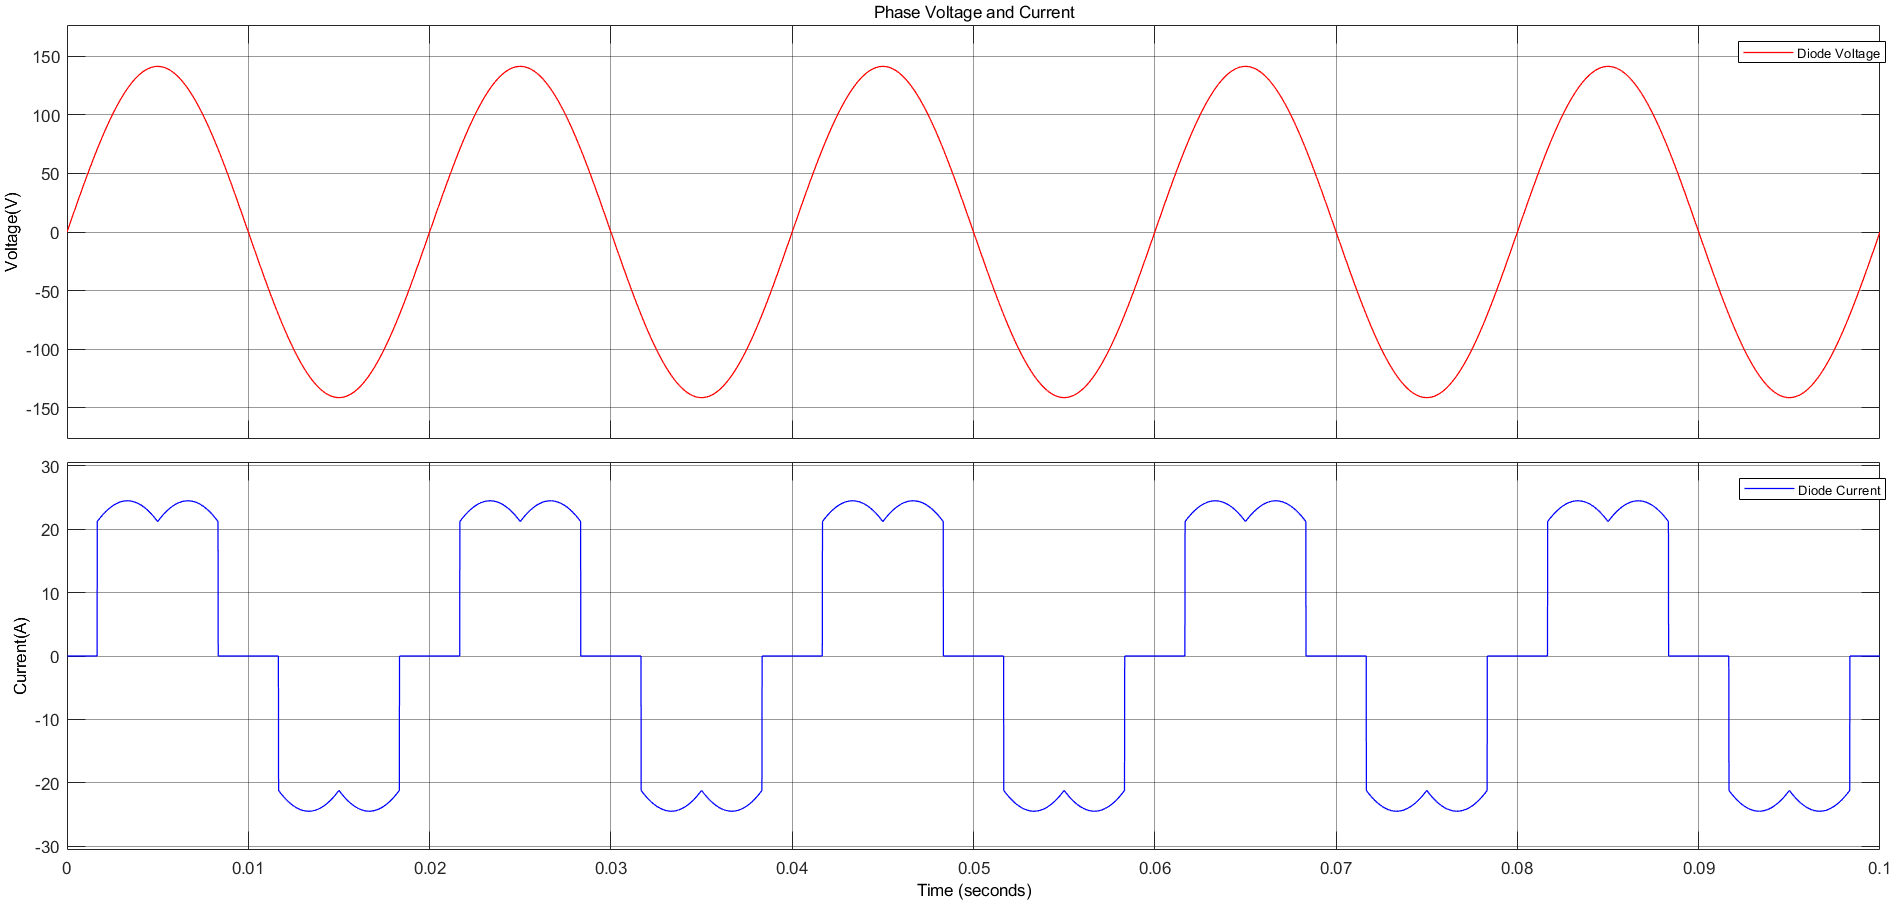 Phase Voltage and Current
Diode Voltage
150
100
50
0
-50
-100
-150
Voltage(V)
Diode Current
30
20
10
0
-10
-20
-30
Current(A)
0 0.01 0.02 0.03 0.04 0.05 0.06 0.07 0.08 0.09 0.1
Time (seconds)